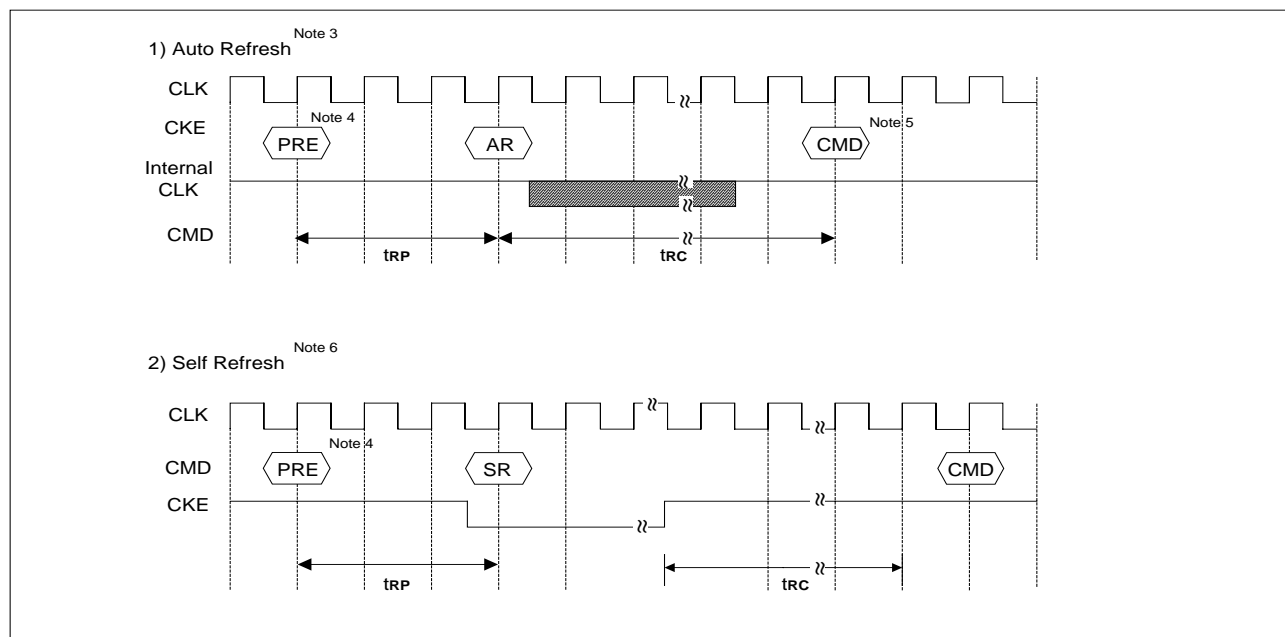 1) Auto Refresh Note 3
CLK
CKE
PRE Note 4 AR CMD Note 5
Internal
CLK
CMD
tRP tRC
2) Self Refresh Note 6
CLK
Note 4
CMD PRE SR CMD
CKE
tRP tRC